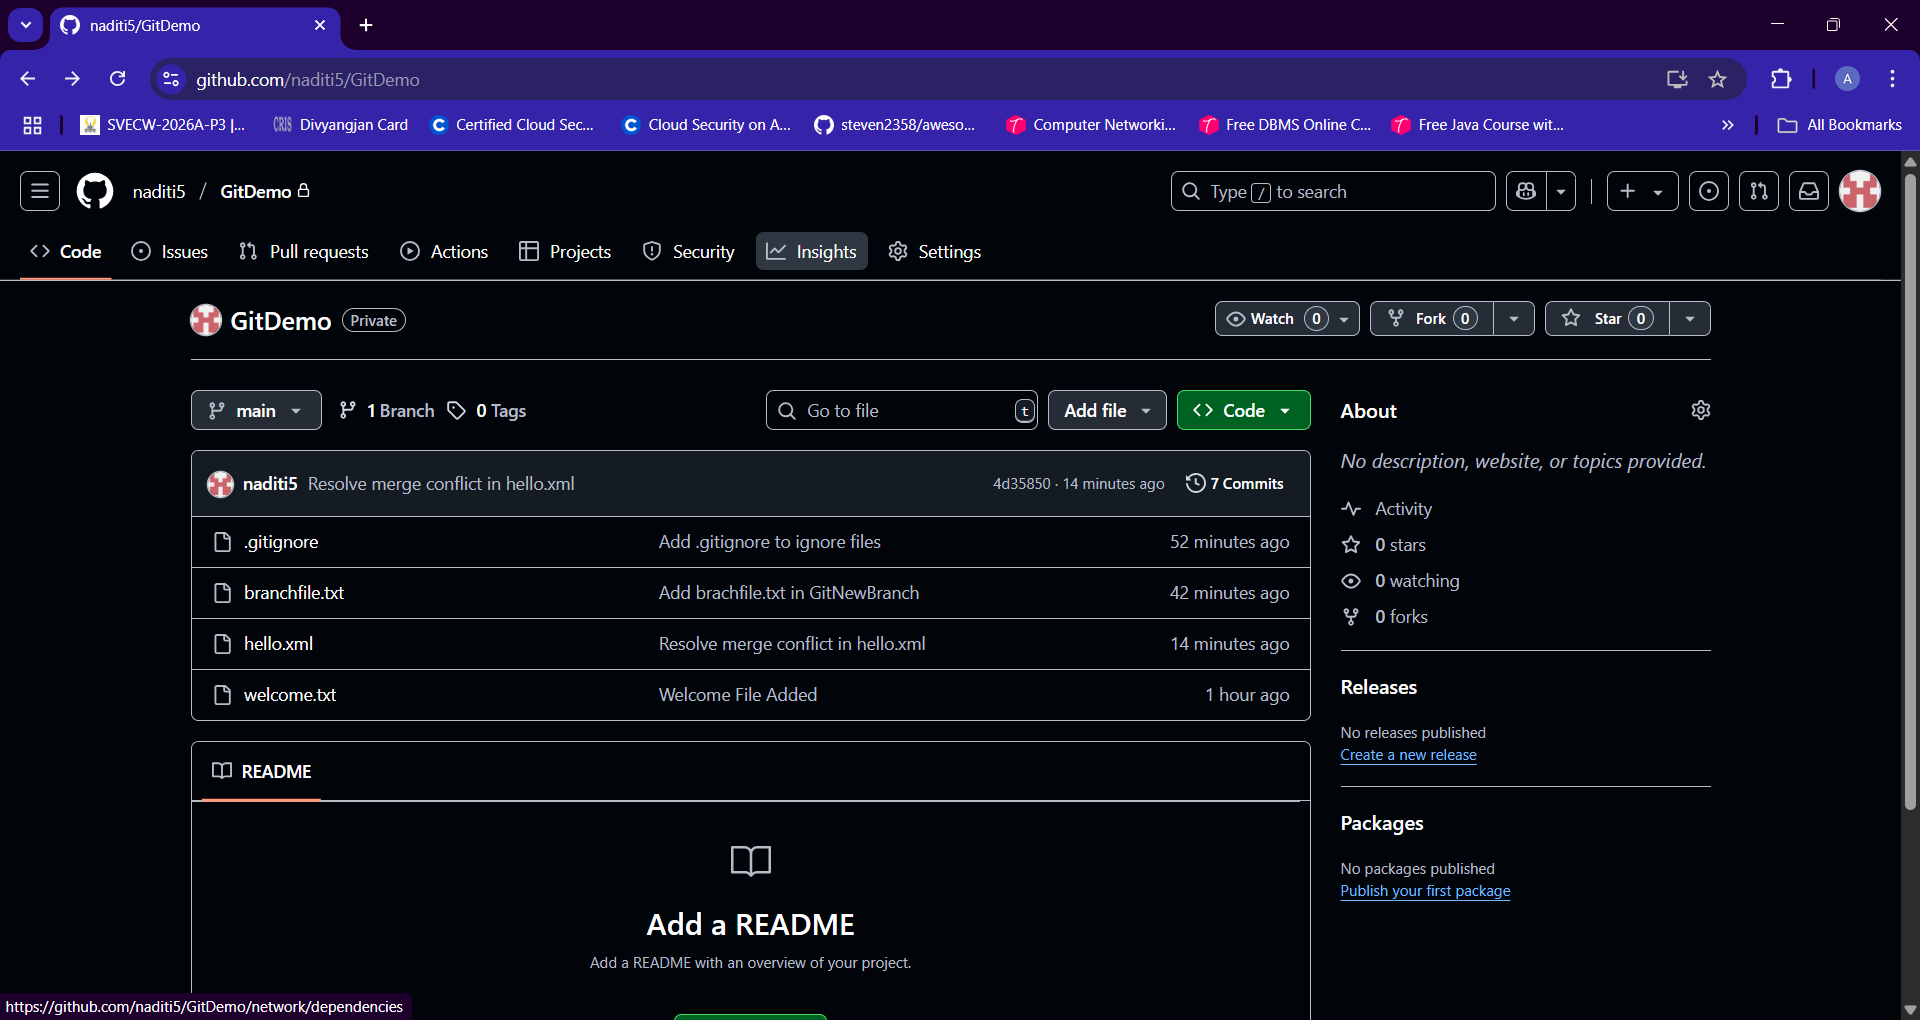 naditi5/GitDemo
github.com/naditi5/GitDemo
A
SVECW-2026A-P3 |... CRIS Divyangjan Card C Certified Cloud Sec... C Cloud Security on A... steven2358/aweso... Computer Networki... Free DBMS Online C... Free Java Course wit... » All Bookmarks
naditi5 / GitDemo Type / to search
Code Issues Pull requests Actions Projects Security Insights Settings
GitDemo Private Watch 0 Fork 0 Star 0
main 1 Branch 0 Tags Go to file t Add file Code
About
No description, website, or topics provided.
naditi5 Resolve merge conflict in hello.xml 4d35850 · 14 minutes ago 7 Commits
.gitignore Add .gitignore to ignore files 52 minutes ago
branchfile.txt Add brachfile.txt in GitNewBranch 42 minutes ago
hello.xml Resolve merge conflict in hello.xml 14 minutes ago
welcome.txt Welcome File Added 1 hour ago
Activity
0 stars
0 watching
0 forks
Releases
No releases published
Create a new release
Packages
No packages published
Publish your first package
README
Add a README
Add a README with an overview of your project.
https://github.com/naditi5/GitDemo/network/dependencies